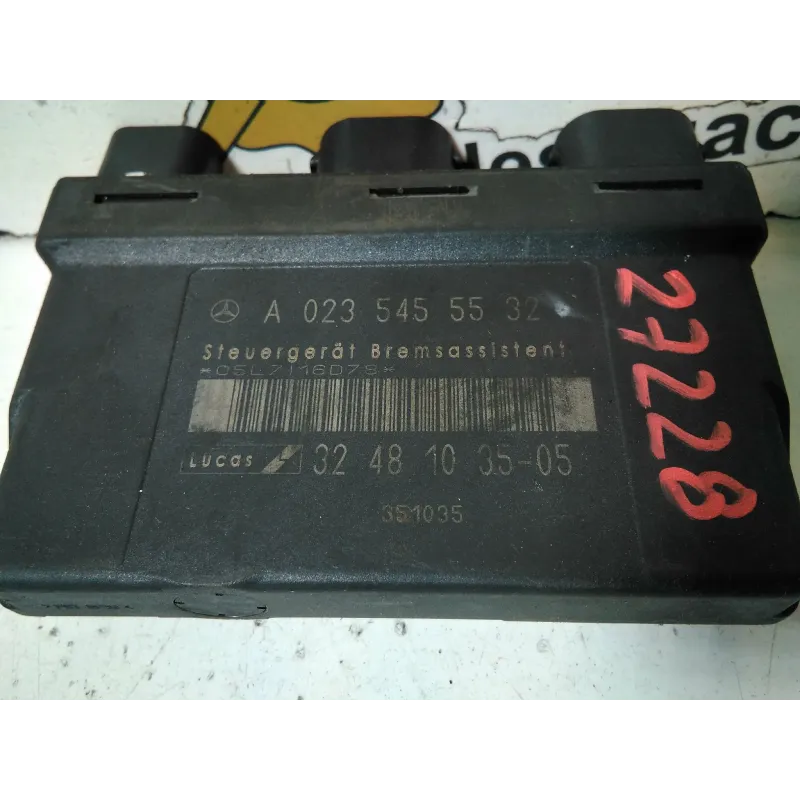 A 023 545 55 32
Steuergerät Bremsassistent
*05L7116D78*
Lucas 32 48 10 35-05
351035
27228